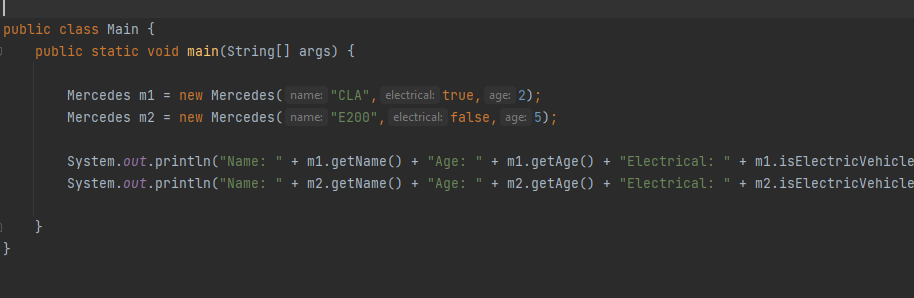 public class Main {
public static void main(String[] args) {
Mercedes m1 = new Mercedes( name: "CLA", electrical: true, age: 2);
Mercedes m2 = new Mercedes( name: "E200", electrical: false, age: 5);
System.out.println("Name: " + m1.getName() + "Age: " + m1.getAge() + "Electrical: " + m1.isElectricVehicle
System.out.println("Name: " + m2.getName() + "Age: " + m2.getAge() + "Electrical: " + m2.isElectricVehicle
}
}